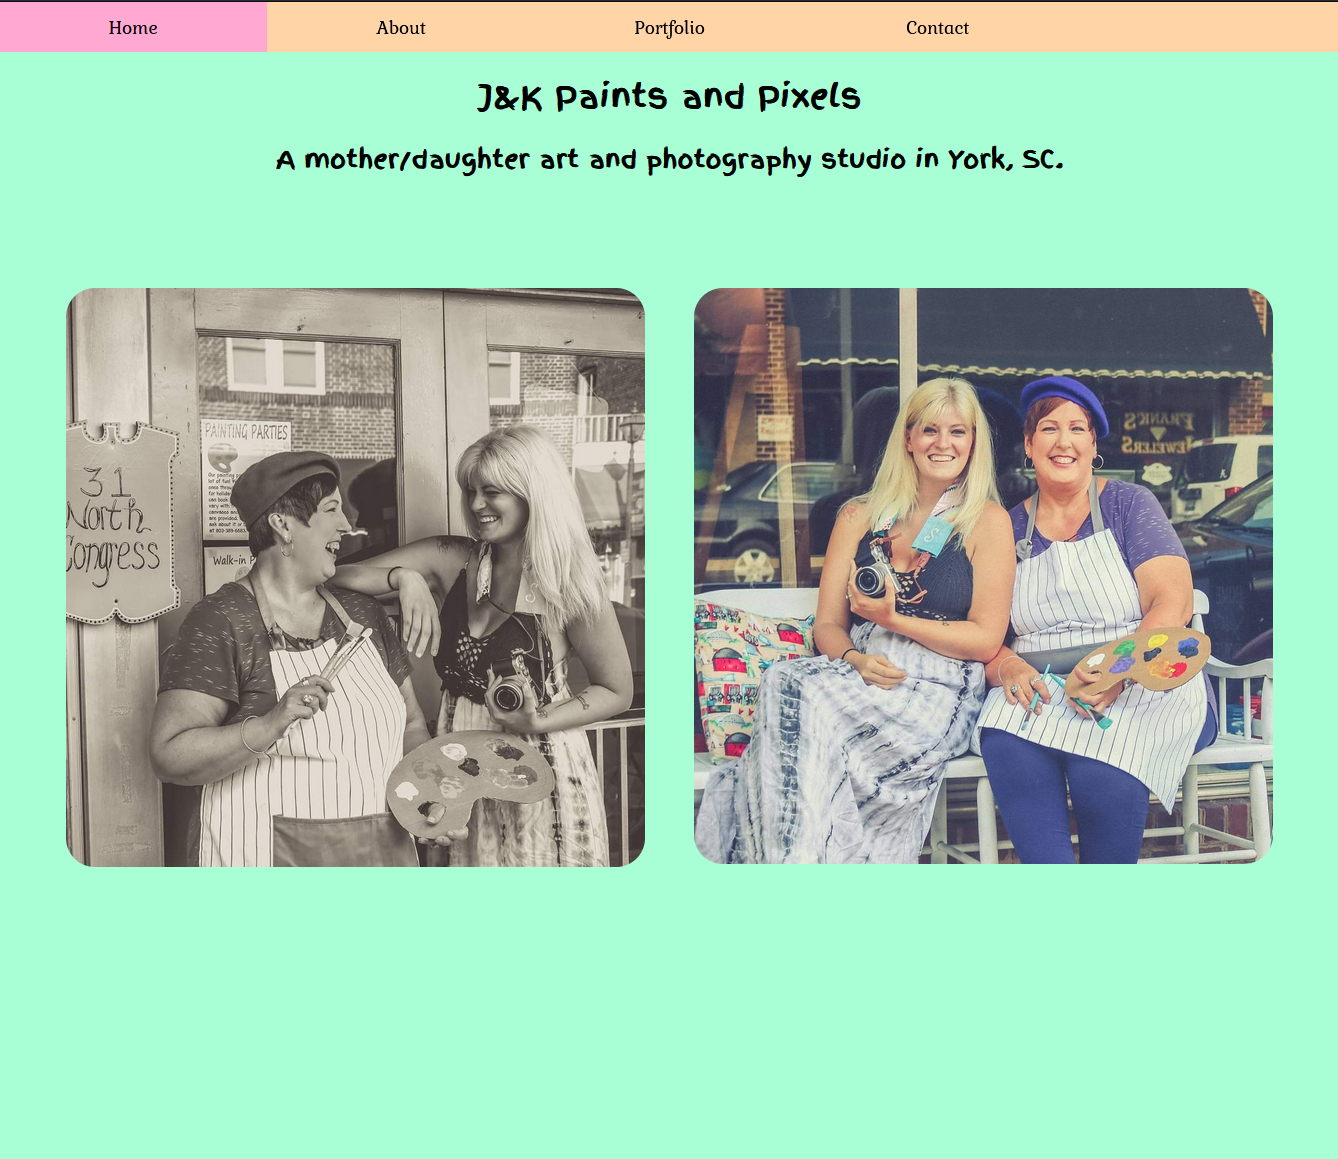 Home
About
Portfolio
Contact
J&K Paints and Pixels
A mother/daughter art and photography studio in York, SC.
PAINTING PARTIES
31
North
Congress
Walk-in P
FRANK'S
JEWELERS